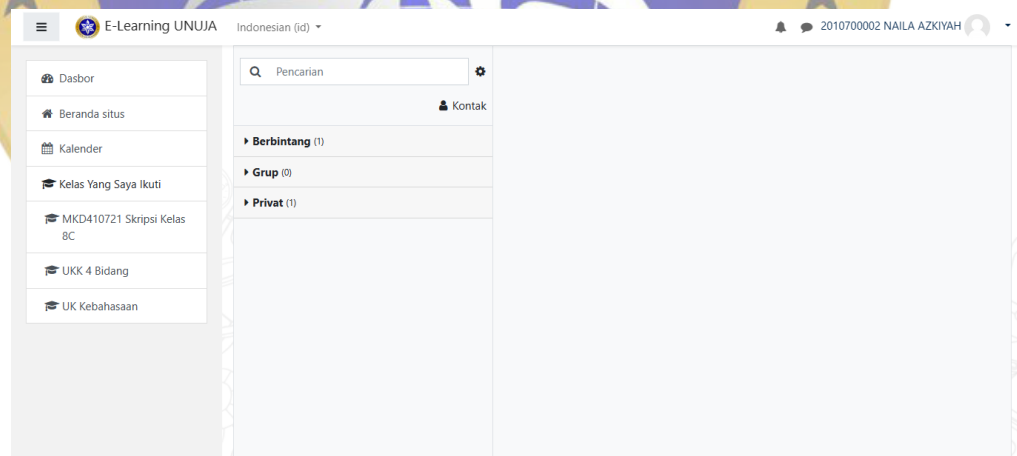 E-Learning UNUJA
Indonesian (id)
2010700002 NAILA AZKIYAH
Dasbor
Beranda situs
Kalender
Kelas Yang Saya Ikuti
MKD410721 Skripsi Kelas
8C
UKK 4 Bidang
UK Kebahasaan
Pencarian
Kontak
Berbintang (1)
Grup (0)
Privat (1)